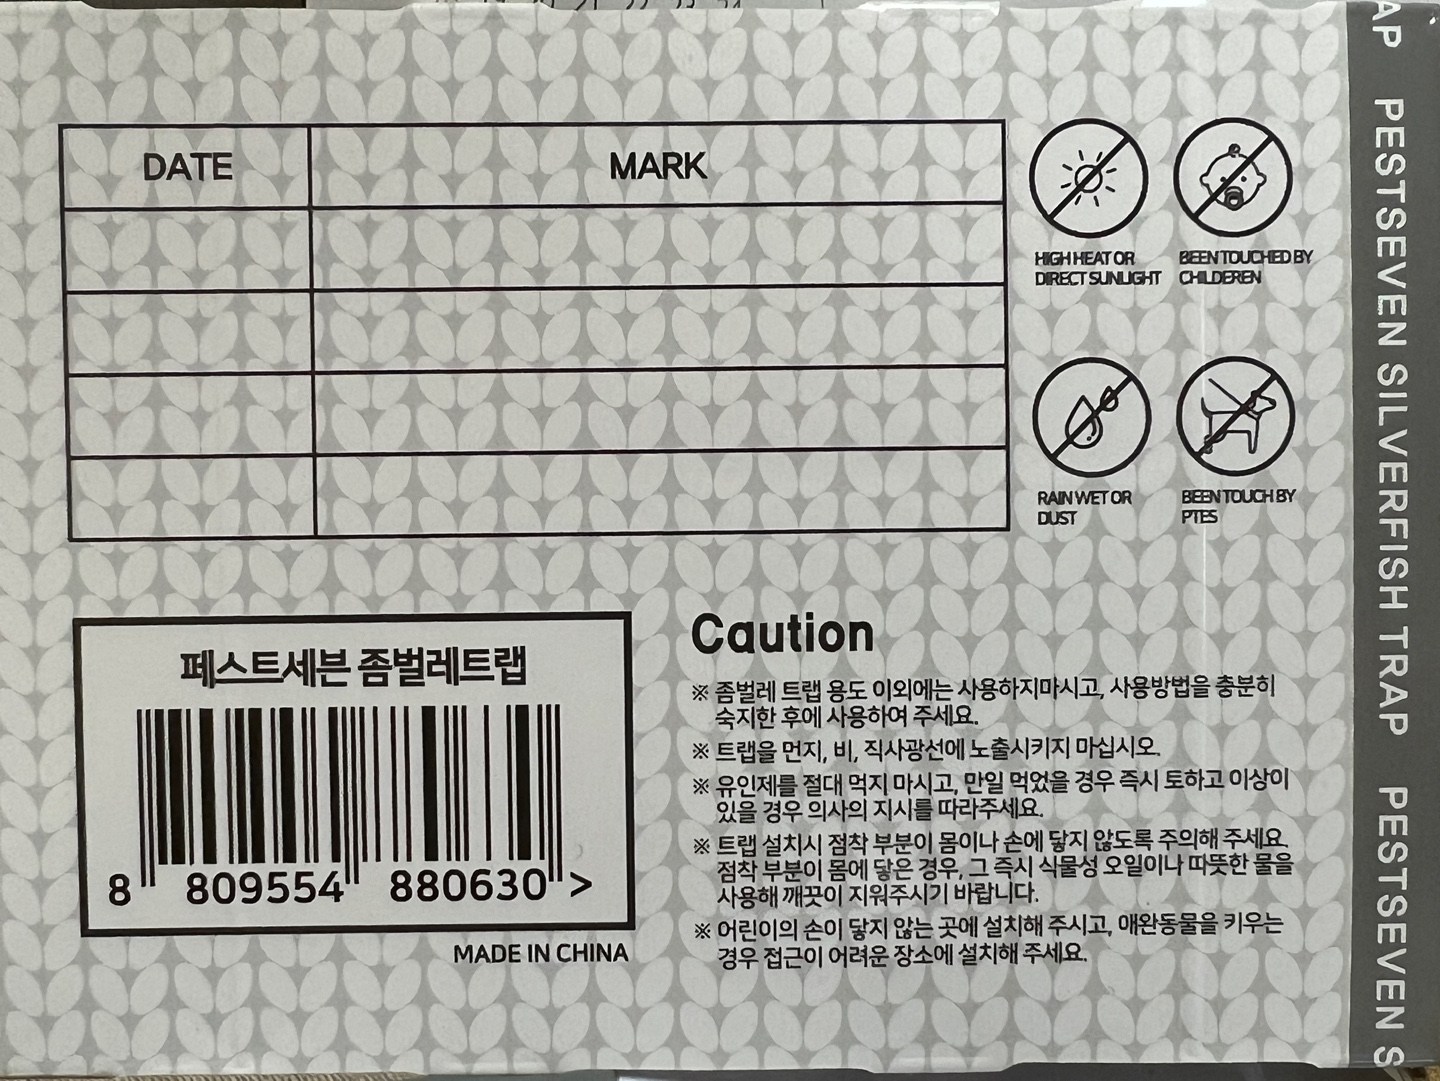 DATE
MARK
HIGH HEAT OR
DIRECT SUNLIGHT
BEEN TOUCHED BY
CHILDEREN
RAIN WET OR
DUST
BEEN TOUCH BY
PTES
페스트세븐 좀벌레트랩
8 809554 880630 >
MADE IN CHINA
Caution
※ 좀벌레 트랩 용도 이외에는 사용하지마시고, 사용방법을 충분히
숙지한 후에 사용하여 주세요.
※ 트랩을 먼지, 비, 직사광선에 노출시키지 마십시오.
※ 유인제를 절대 먹지 마시고, 만일 먹었을 경우 즉시 토하고 이상이
있을 경우 의사의 지시를 따라주세요.
※ 트랩 설치시 점착 부분이 몸이나 손에 닿지 않도록 주의해 주세요.
점착 부분이 몸에 닿은 경우, 그 즉시 식물성 오일이나 따뜻한 물을
사용해 깨끗이 지워주시기 바랍니다.
※ 어린이의 손이 닿지 않는 곳에 설치해 주시고, 애완동물을 키우는
경우 접근이 어려운 장소에 설치해 주세요.
AP PESTSEVEN SILVERFISH TRAP PESTSEVEN S